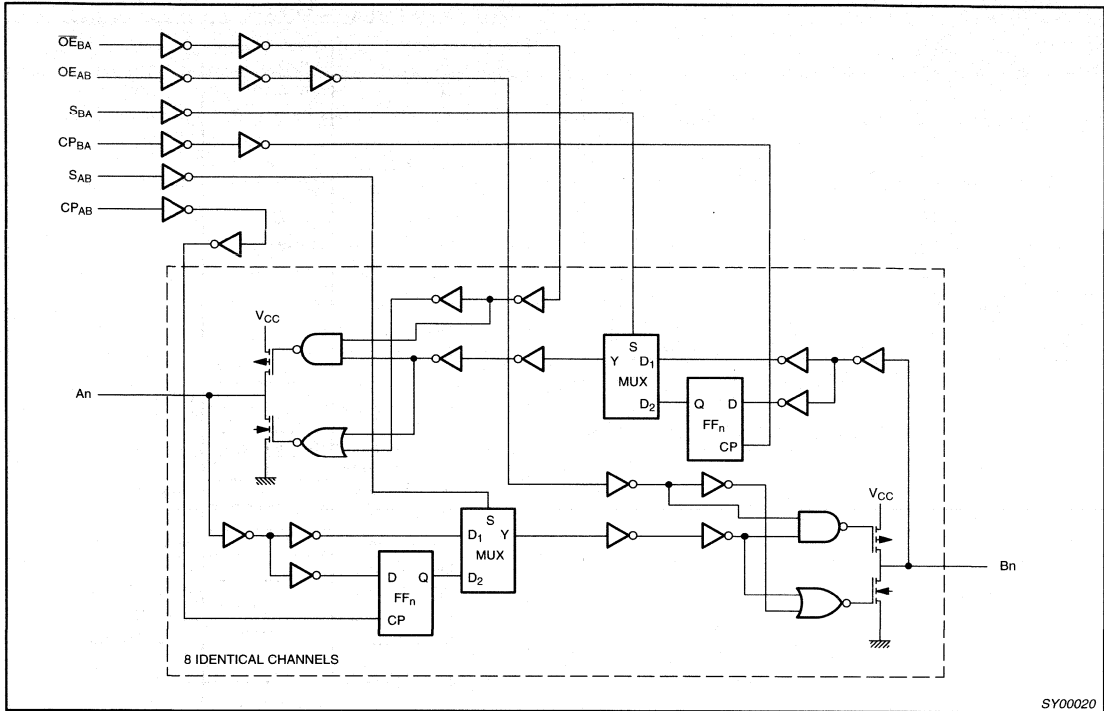 OE̅BA
OEAB
SBA
CPBA
SAB
CPAB
VCC
S
Y D1
MUX
D2
Q D
FFn
CP
An
VCC
S
D1 Y
MUX
D2
D Q
FFn
CP
Bn
8 IDENTICAL CHANNELS
SY00020